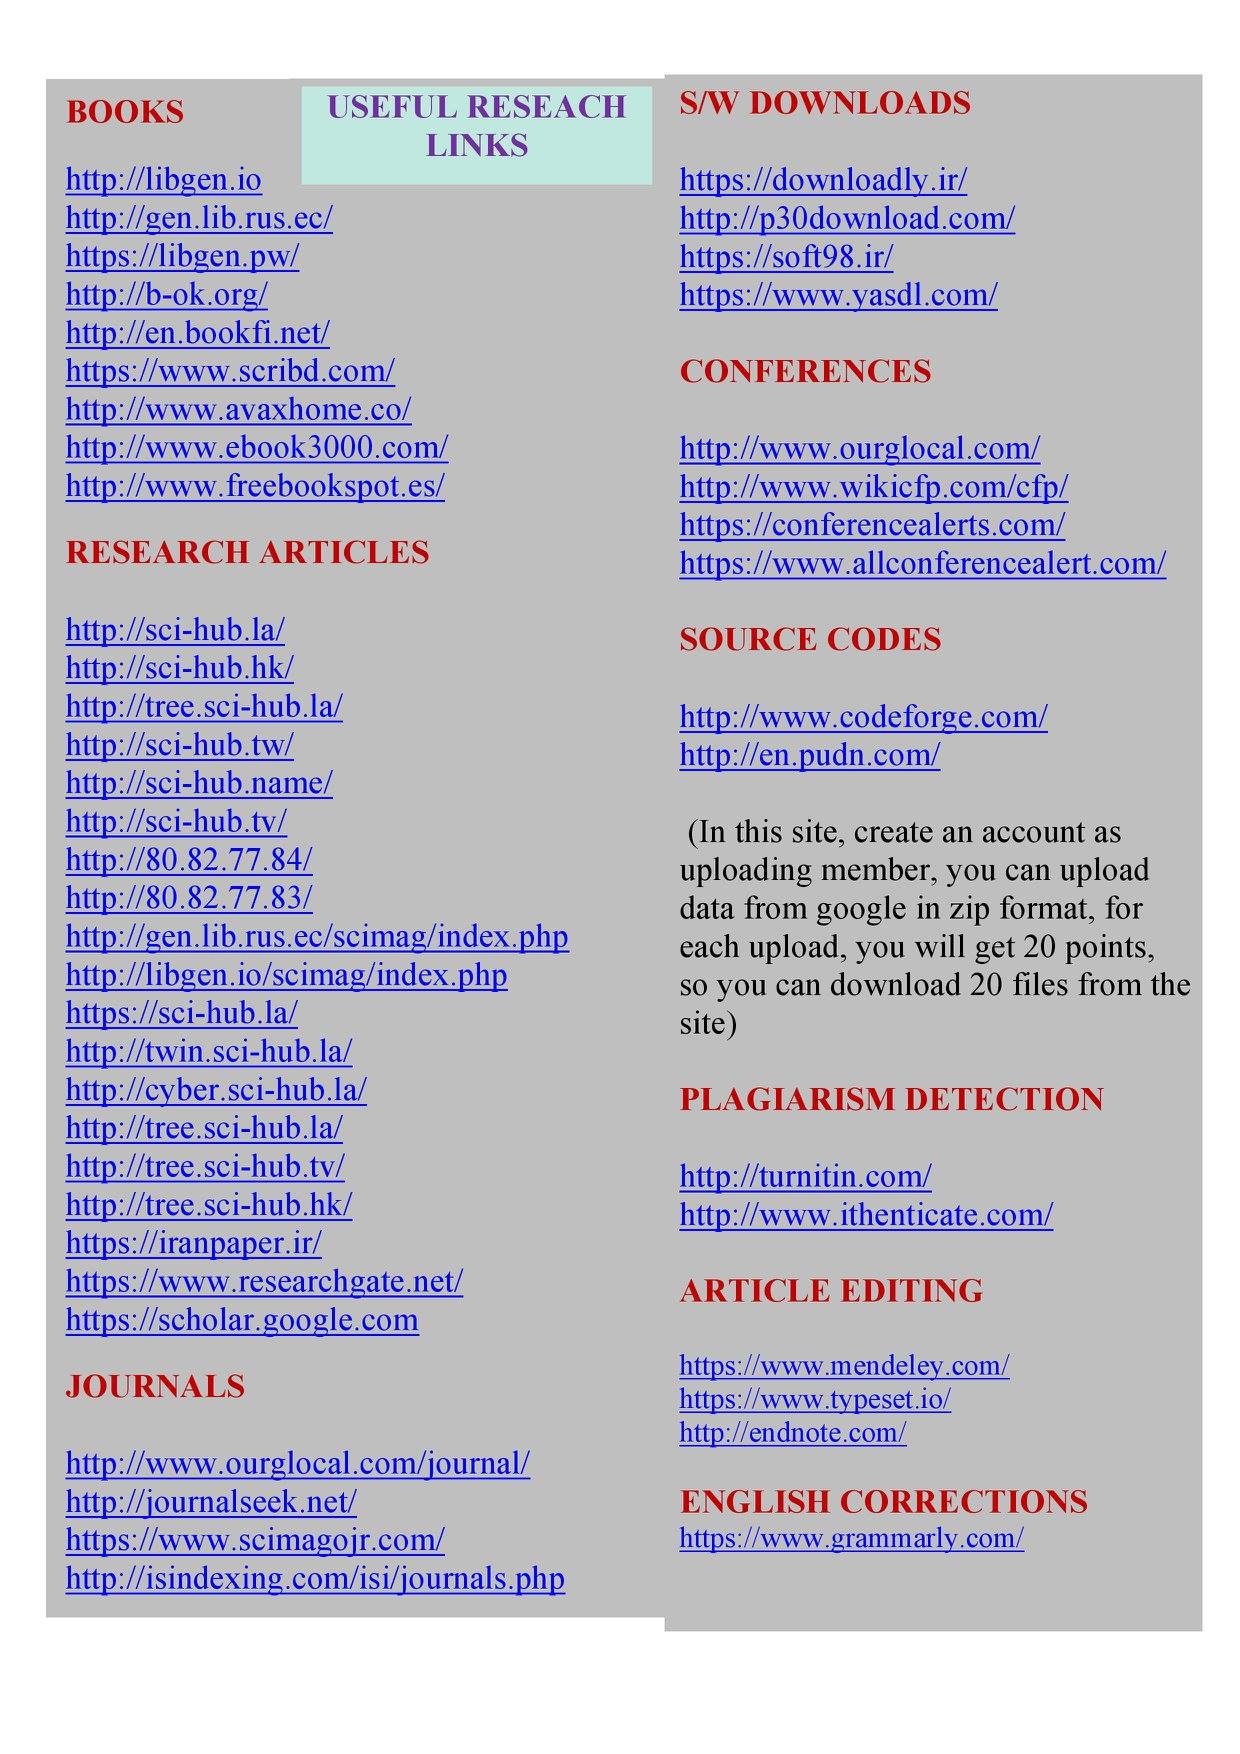 BOOKS
USEFUL RESEACH
LINKS
http://libgen.io
http://gen.lib.rus.ec/
https://libgen.pw/
http://b-ok.org/
http://en.bookfi.net/
https://www.scribd.com/
http://www.avaxhome.co/
http://www.ebook3000.com/
http://www.freebookspot.es/
RESEARCH ARTICLES
http://sci-hub.la/
http://sci-hub.hk/
http://tree.sci-hub.la/
http://sci-hub.tw/
http://sci-hub.name/
http://sci-hub.tv/
http://80.82.77.84/
http://80.82.77.83/
http://gen.lib.rus.ec/scimag/index.php
http://libgen.io/scimag/index.php
https://sci-hub.la/
http://twin.sci-hub.la/
http://cyber.sci-hub.la/
http://tree.sci-hub.la/
http://tree.sci-hub.tv/
http://tree.sci-hub.hk/
https://iranpaper.ir/
https://www.researchgate.net/
https://scholar.google.com
JOURNALS
http://www.ourglocal.com/journal/
http://journalseek.net/
https://www.scimagojr.com/
http://isindexing.com/isi/journals.php
S/W DOWNLOADS
https://downloadly.ir/
http://p30download.com/
https://soft98.ir/
https://www.yasdl.com/
CONFERENCES
http://www.ourglocal.com/
http://www.wikicfp.com/cfp/
https://conferencealerts.com/
https://www.allconferencealert.com/
SOURCE CODES
http://www.codeforge.com/
http://en.pudn.com/
(In this site, create an account as
uploading member, you can upload
data from google in zip format, for
each upload, you will get 20 points,
so you can download 20 files from the
site)
PLAGIARISM DETECTION
http://turnitin.com/
http://www.ithenticate.com/
ARTICLE EDITING
https://www.mendeley.com/
https://www.typeset.io/
http://endnote.com/
ENGLISH CORRECTIONS
https://www.grammarly.com/